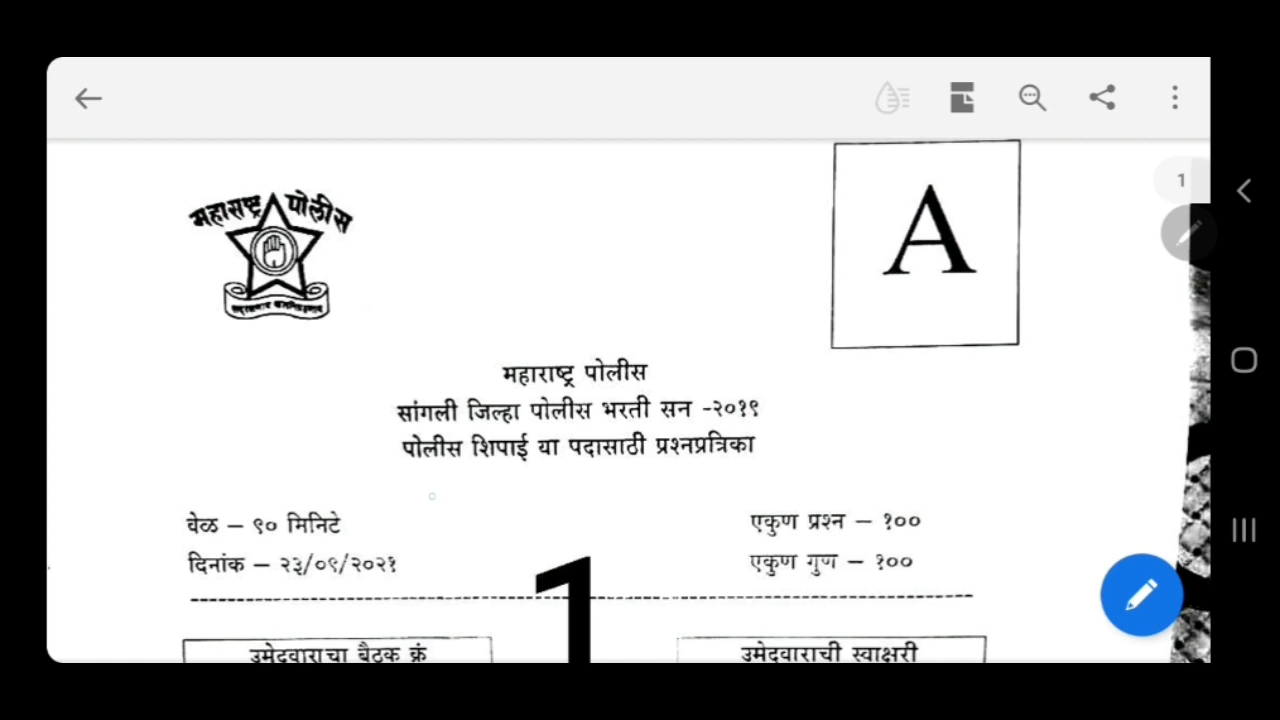 1
महाराष्ट्र पोलीस
A
महाराष्ट्र पोलीस
सांगली जिल्हा पोलीस भरती सन -२०१९
पोलीस शिपाई या पदासाठी प्रश्नप्रत्रिका
वेळ – ९० मिनिटे
एकुण प्रश्न – १००
दिनांक – २३/०९/२०२१
एकुण गुण – १००
1
उमेदवाराचा बैठक क्रं
उमेदवाराची स्वाक्षरी